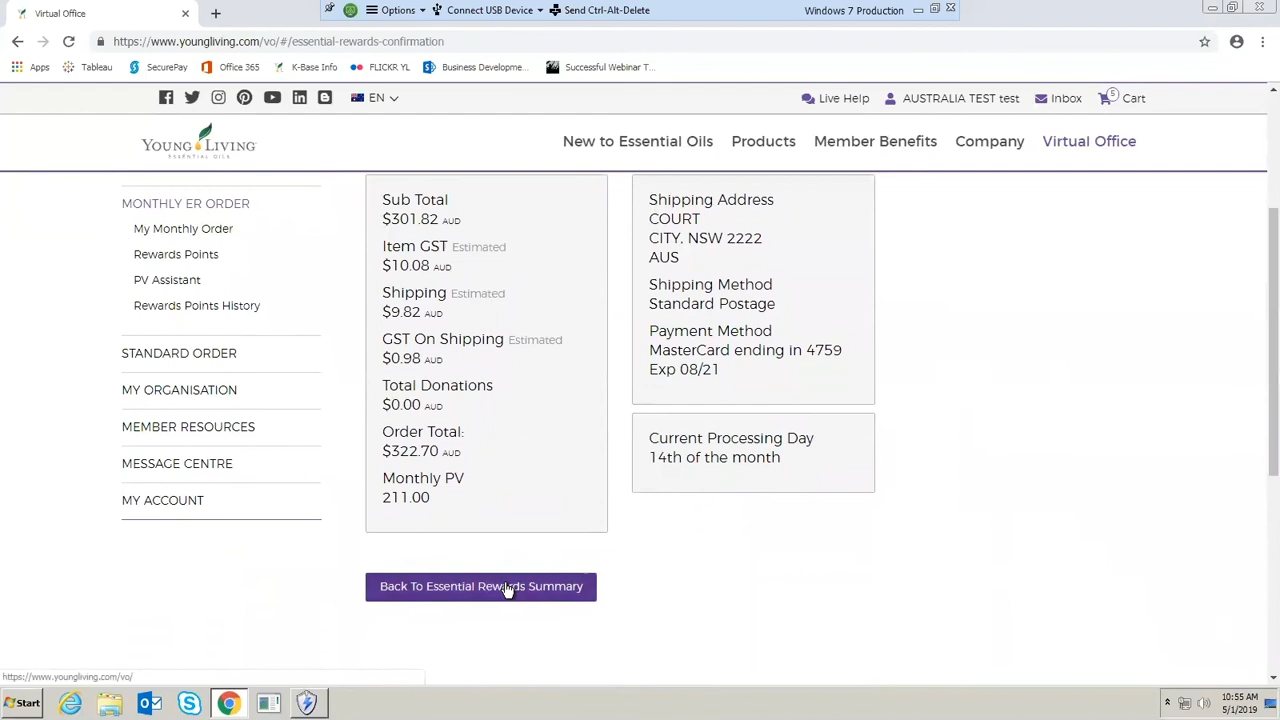 Virtual Office
Options
Connect USB Device
Send Ctrl-Alt-Delete
Windows 7 Production
https://www.youngliving.com/vo/#/essential-rewards-confirmation
Apps
Tableau
SecurePay
Office 365
K-Base Info
FLICKR YL
Business Developme...
Successful Webinar T...
EN
Live Help
AUSTRALIA TEST test
Inbox
5
Cart
YOUNG LIVING
ESSENTIAL OILS
New to Essential Oils
Products
Member Benefits
Company
Virtual Office
MONTHLY ER ORDER
My Monthly Order
Rewards Points
PV Assistant
Rewards Points History
STANDARD ORDER
MY ORGANISATION
MEMBER RESOURCES
MESSAGE CENTRE
MY ACCOUNT
Sub Total
$301.82 AUD
Item GST Estimated
$10.08 AUD
Shipping Estimated
$9.82 AUD
GST On Shipping Estimated
$0.98 AUD
Total Donations
$0.00 AUD
Order Total:
$322.70 AUD
Monthly PV
211.00
Shipping Address
COURT
CITY, NSW 2222
AUS
Shipping Method
Standard Postage
Payment Method
MasterCard ending in 4759
Exp 08/21
Current Processing Day
14th of the month
Back To Essential Rewards Summary
https://www.youngliving.com/vo/
Start
10:55 AM
5/1/2019